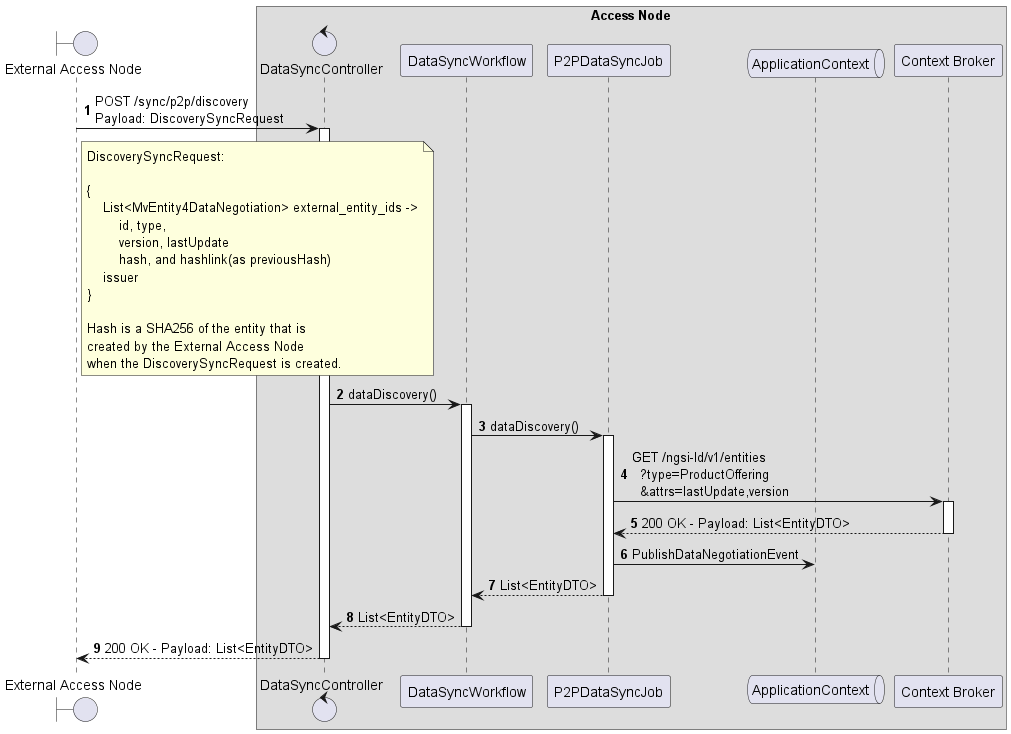 Access Node
External Access Node
DataSyncController
DataSyncWorkflow
P2PDataSyncJob
ApplicationContext
Context Broker
1 POST /sync/p2p/discovery
Payload: DiscoverySyncRequest
DiscoverySyncRequest:
{
List<MvEntity4DataNegotiation> external_entity_ids ->
id, type,
version, lastUpdate
hash, and hashlink(as previousHash)
issuer
}
Hash is a SHA256 of the entity that is
created by the External Access Node
when the DiscoverySyncRequest is created.
2 dataDiscovery()
3 dataDiscovery()
GET /ngsi-ld/v1/entities
4 ?type=ProductOffering
&attrs=lastUpdate,version
5 200 OK - Payload: List<EntityDTO>
6 PublishDataNegotiationEvent
7 List<EntityDTO>
8 List<EntityDTO>
9 200 OK - Payload: List<EntityDTO>
External Access Node
DataSyncController
DataSyncWorkflow
P2PDataSyncJob
ApplicationContext
Context Broker